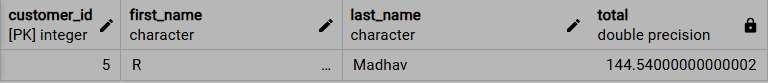 customer_id first_name last_name total
[PK] integer character character double precision
5 R … Madhav 144.54000000000002